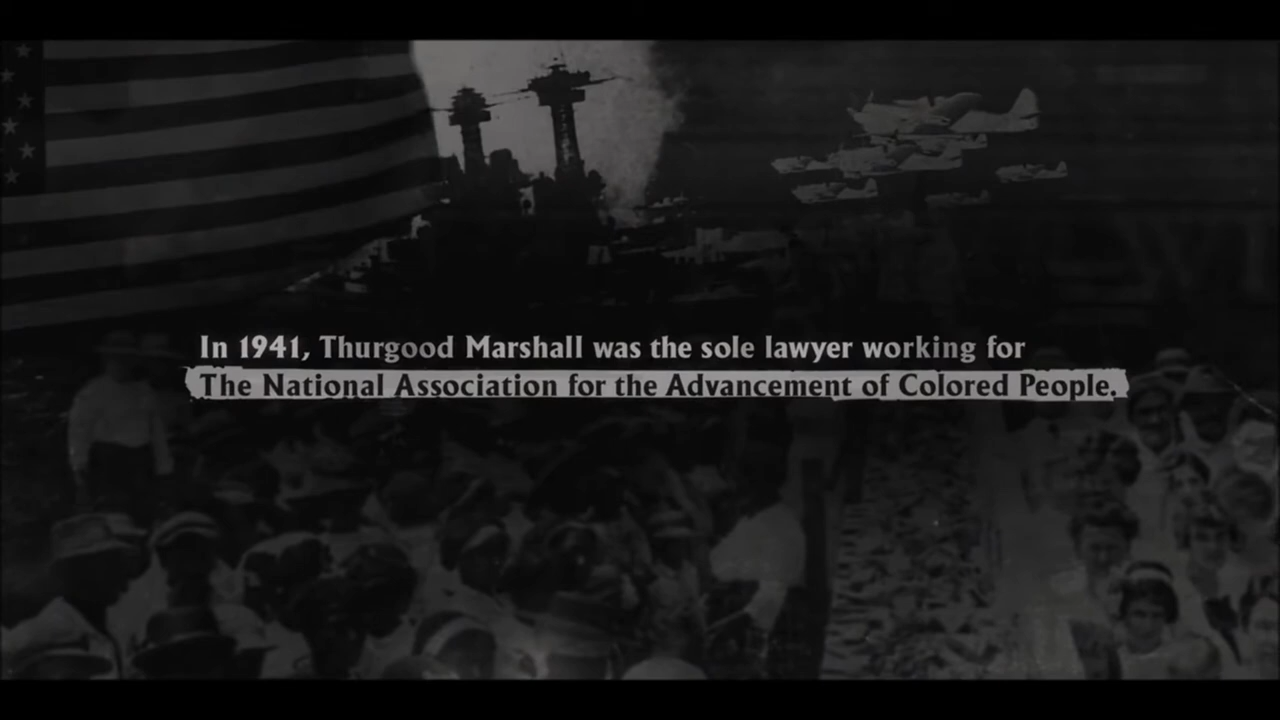 In 1941, Thurgood Marshall was the sole lawyer working for
The National Association for the Advancement of Colored People.